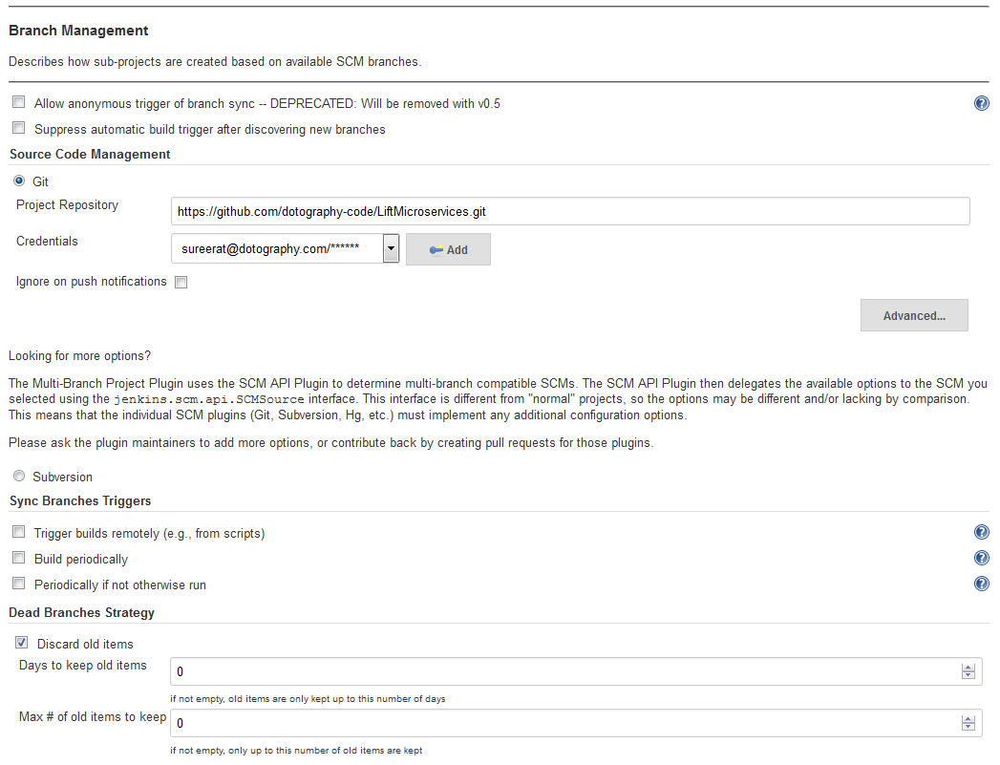 Branch Management
Describes how sub-projects are created based on available SCM branches.
Allow anonymous trigger of branch sync -- DEPRECATED: Will be removed with v0.5
Suppress automatic build trigger after discovering new branches
Source Code Management
Git
Project Repository
https://github.com/dotography-code/LiftMicroservices.git
Credentials
sureerat@dotography.com/******
Add
Ignore on push notifications
Advanced...
Looking for more options?
The Multi-Branch Project Plugin uses the SCM API Plugin to determine multi-branch compatible SCMs. The SCM API Plugin then delegates the available options to the SCM you
selected using the jenkins.scm.api.SCMSource interface. This interface is different from "normal" projects, so the options may be different and/or lacking by comparison.
This means that the individual SCM plugins (Git, Subversion, Hg, etc.) must implement any additional configuration options.
Please ask the plugin maintainers to add more options, or contribute back by creating pull requests for those plugins.
Subversion
Sync Branches Triggers
Trigger builds remotely (e.g., from scripts)
?
Build periodically
?
Periodically if not otherwise run
?
Dead Branches Strategy
Discard old items
Days to keep old items
0
if not empty, old items are only kept up to this number of days
Max # of old items to keep
0
if not empty, only up to this number of old items are kept